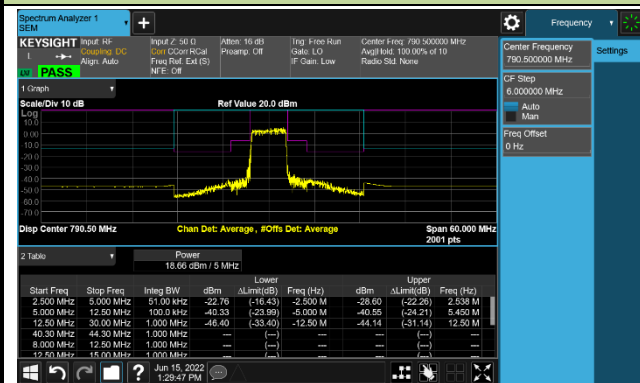 Spectrum Analyzer 1
SEM
Frequency
KEYSIGHT Input: RF
Coupling: DC
Align: Auto
Input Z: 50 Ω
Corr CCorr RCal
Freq Ref: Ext (S)
NFE: Off
Atten: 16 dB
Preamp: Off
Trig: Free Run
Gate: LO
IF Gain: Low
Center Freq: 790.500000 MHz
Avg|Hold: 100.00% of 10
Radio Std: None
PASS
Center Frequency
790.500000 MHz
Settings
CF Step
6.000000 MHz
Auto
Man
Freq Offset
0 Hz
1 Graph
Scale/Div 10 dB
Ref Value 20.0 dBm
Log
10.0
0.00
-10.0
-20.0
-30.0
-40.0
-50.0
-60.0
-70.0
Disp Center 790.50 MHz
Chan Det: Average, #Offs Det: Average
Span 60.000 MHz
2001 pts
2 Table
Power
18.66 dBm / 5 MHz
Lower Upper
Start Freq Stop Freq Integ BW dBm ΔLimit(dB) Freq (Hz) dBm ΔLimit(dB) Freq (Hz)
2.500 MHz 5.000 MHz 51.00 kHz -22.76 (-16.43) -2.500 M -28.60 (-22.26) 2.538 M
5.000 MHz 12.50 MHz 100.0 kHz -40.33 (-23.99) -5.000 M -40.55 (-24.21) 5.450 M
12.50 MHz 30.00 MHz 1.000 MHz -46.40 (-33.40) -12.50 M -44.14 (-31.14) 12.50 M
40.30 MHz 44.30 MHz 1.000 MHz --- (---) --- --- (---) ---
8.000 MHz 12.50 MHz 1.000 MHz --- (---) --- --- (---) ---
12.50 MHz 15.00 MHz 1.000 MHz --- (---) --- --- (---) ---
Jun 15, 2022
1:29:47 PM